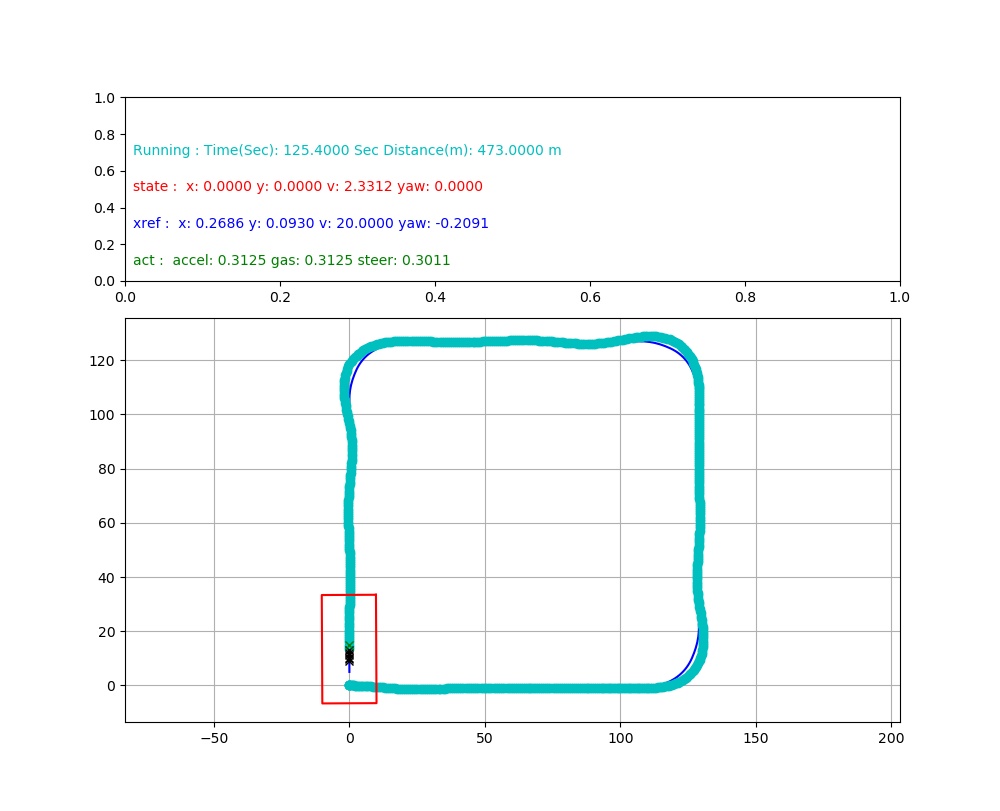 1.0
0.8
Running : Time(Sec): 125.4000 Sec Distance(m): 473.0000 m
0.6
state :  x: 0.0000 y: 0.0000 v: 2.3312 yaw: 0.0000
0.4
xref :  x: 0.2686 y: 0.0930 v: 20.0000 yaw: -0.2091
0.2
act :  accel: 0.3125 gas: 0.3125 steer: 0.3011
0.0
0.0 0.2 0.4 0.6 0.8 1.0
120
100
80
60
40
20
0
−50 0 50 100 150 200